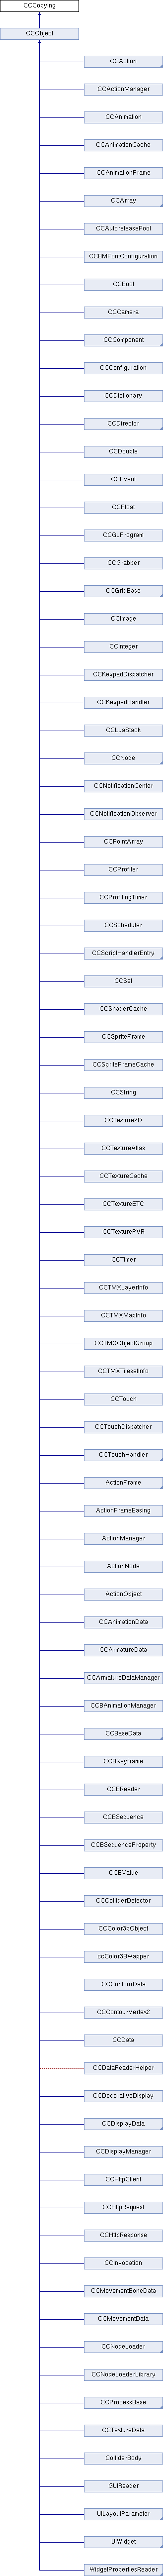 CCCopying
CCObject
CCAction
CCActionManager
CCAnimation
CCAnimationCache
CCAnimationFrame
CCArray
CCAutoreleasePool
CCBMFontConfiguration
CCBool
CCCamera
CCComponent
CCConfiguration
CCDictionary
CCDirector
CCDouble
CCEvent
CCFloat
CCGLProgram
CCGrabber
CCGridBase
CCImage
CCInteger
CCKeypadDispatcher
CCKeypadHandler
CCLuaStack
CCNode
CCNotificationCenter
CCNotificationObserver
CCPointArray
CCProfiler
CCProfilingTimer
CCScheduler
CCScriptHandlerEntry
CCSet
CCShaderCache
CCSpriteFrame
CCSpriteFrameCache
CCString
CCTexture2D
CCTextureAtlas
CCTextureCache
CCTextureETC
CCTexturePVR
CCTimer
CCTMXLayerInfo
CCTMXMapInfo
CCTMXObjectGroup
CCTMXTilesetInfo
CCTouch
CCTouchDispatcher
CCTouchHandler
ActionFrame
ActionFrameEasing
ActionManager
ActionNode
ActionObject
CCAnimationData
CCArmatureData
CCArmatureDataManager
CCBAnimationManager
CCBaseData
CCBKeyframe
CCBReader
CCBSequence
CCBSequenceProperty
CCBValue
CCColliderDetector
CCColor3bObject
ccColor3BWapper
CCContourData
CCContourVertex2
CCData
CCDataReaderHelper
CCDecorativeDisplay
CCDisplayData
CCDisplayManager
CCHttpClient
CCHttpRequest
CCHttpResponse
CCInvocation
CCMovementBoneData
CCMovementData
CCNodeLoader
CCNodeLoaderLibrary
CCProcessBase
CCTextureData
ColliderBody
GUIReader
UILayoutParameter
UIWidget
WidgetPropertiesReader